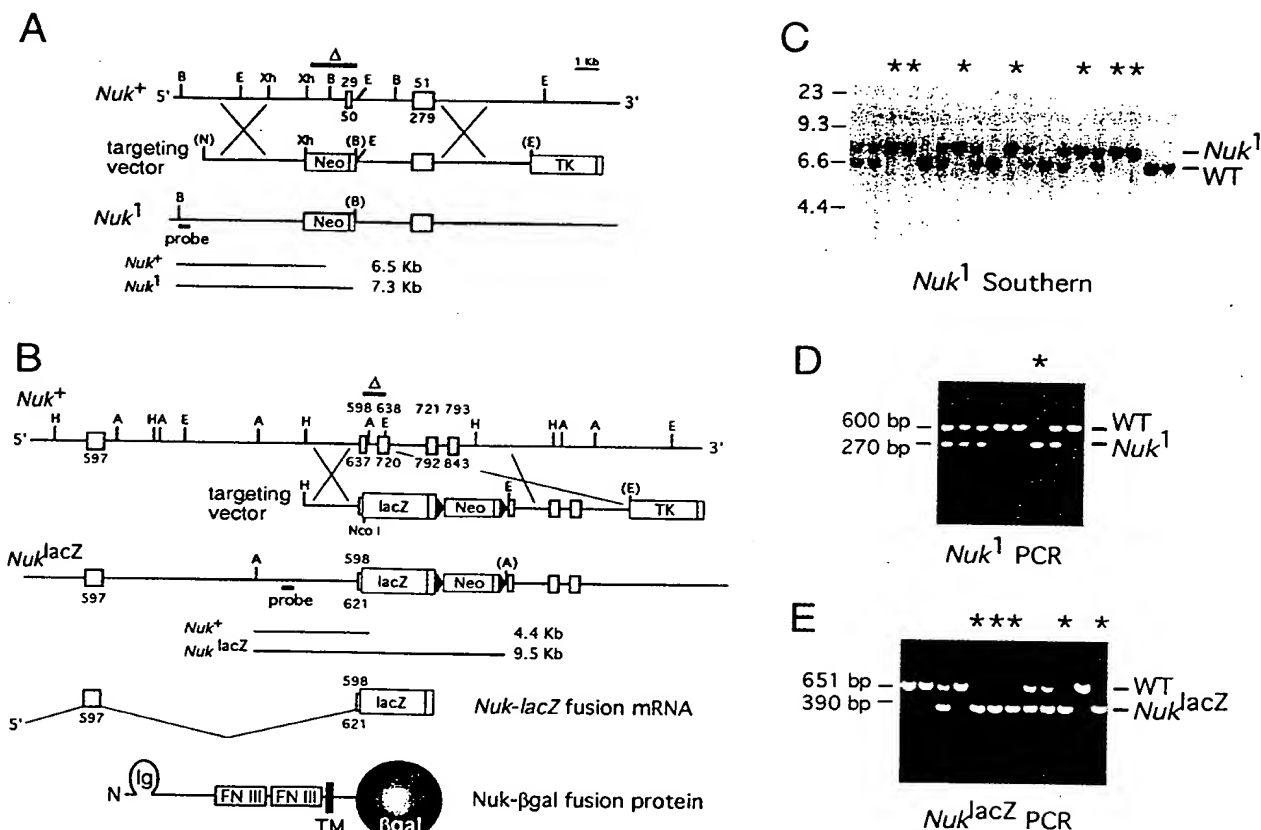 A
Δ
1 Kb
B E Xh Xh B 29 E B 51 E
Nuk+ 5' 3'
50 279
targeting vector
(N) Xh (B) E (E)
Neo TK
B (B)
Nuk1
Neo
probe
Nuk+ 6.5 Kb
Nuk1 7.3 Kb
B
Nuk+
Δ
598 638 721 793
H A H A E A H A E H H A A E
5' 3'
597 637 720 792 843
targeting vector
H E (E)
lacZ Neo TK
Nco I
NuklacZ
A 598 (A)
lacZ Neo
597 probe 621
Nuk+ 4.4 Kb
Nuk lacZ 9.5 Kb
598
lacZ
Nuk-lacZ fusion mRNA
5' 597 621
Ig
N FN III FN III
TM
βgal
Nuk-βgal fusion protein
C
* * * * * * *
23
9.3
6.6
4.4
Nuk1
WT
Nuk1 Southern
D
*
600 bp
270 bp
WT
Nuk1
Nuk1 PCR
E
* * * * *
651 bp
390 bp
WT
NuklacZ
NuklacZ PCR